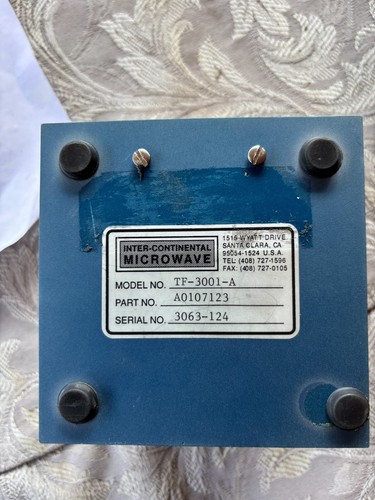 INTER-CONTINENTAL
MICROWAVE
1515 WYATT DRIVE
SANTA CLARA, CA
95054-1524 U.S.A.
TEL: (408) 727-1596
FAX: (408) 727-0105
MODEL NO. TF-3001-A
PART NO. A0107123
SERIAL NO. 3063-124